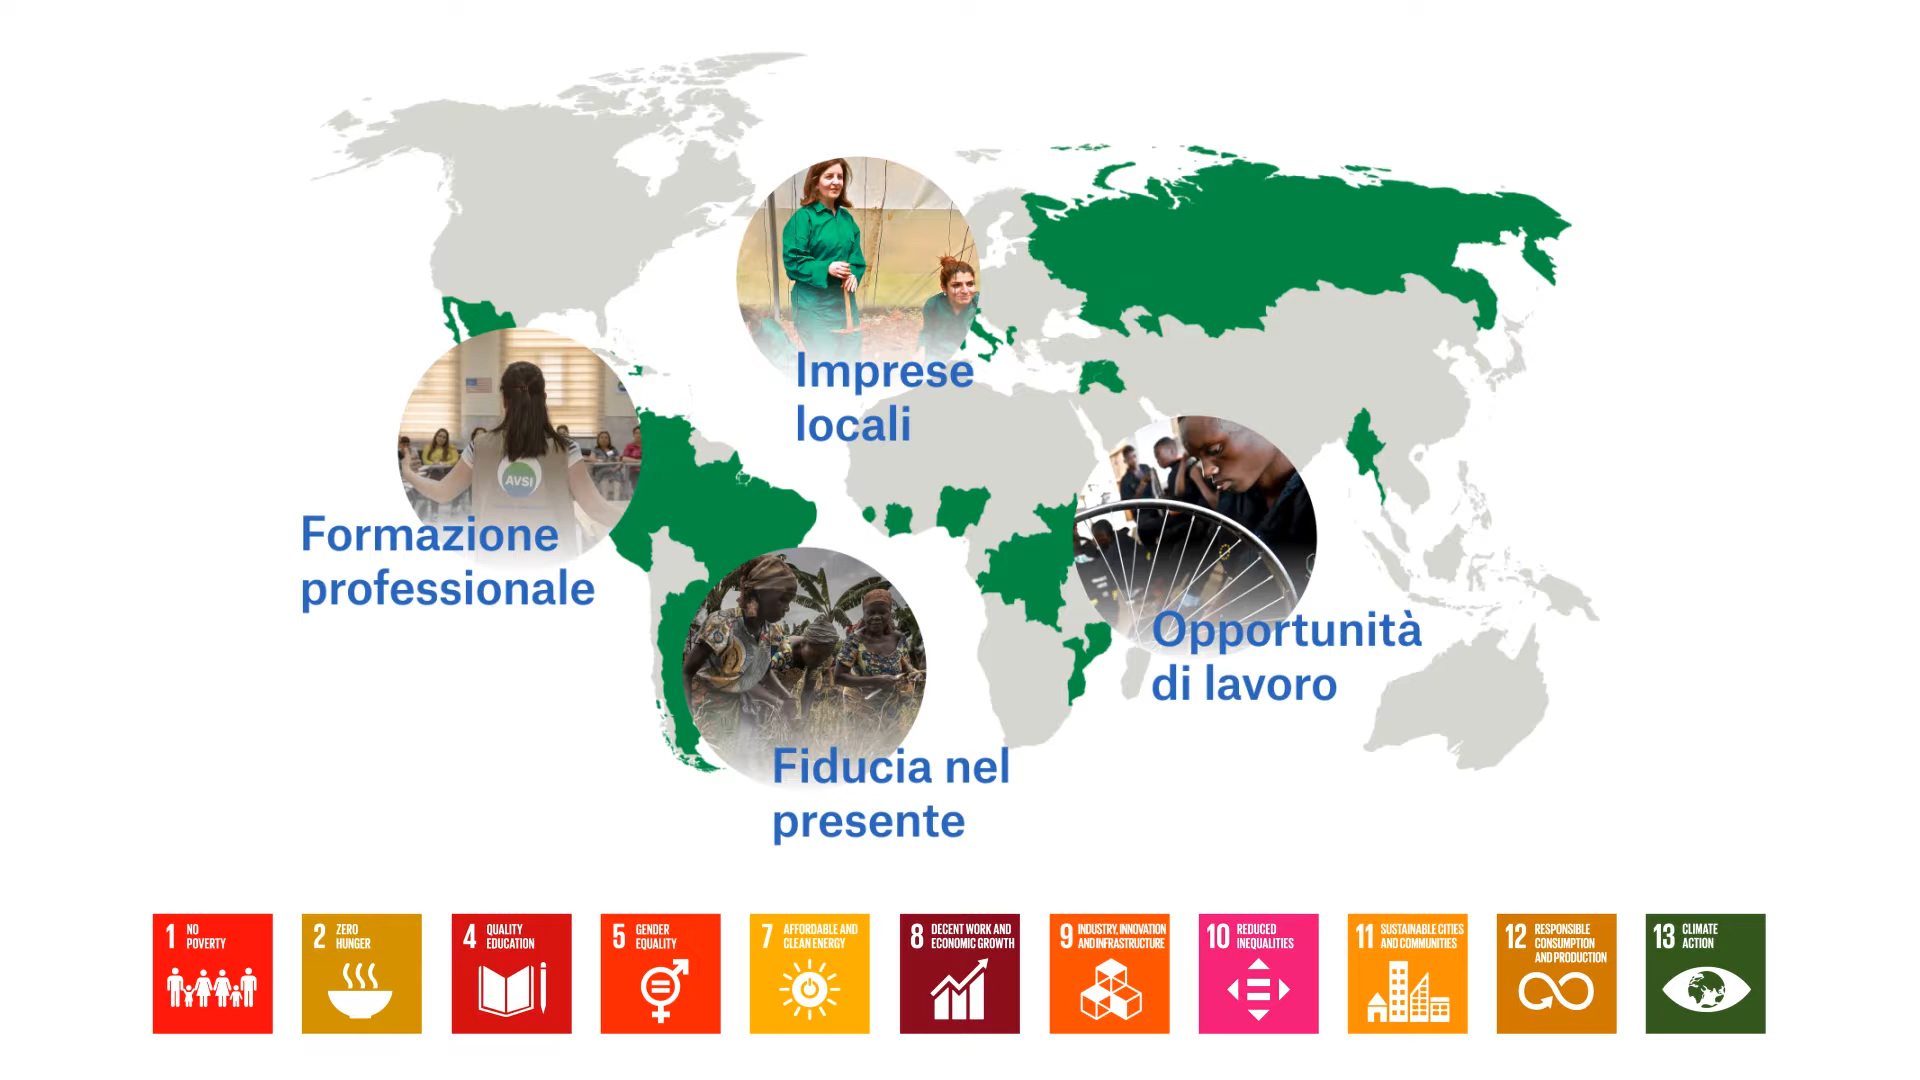 Imprese
locali
AVSI
Formazione
professionale
Opportunità
di lavoro
Fiducia nel
presente
1 NO
POVERTY
2 ZERO
HUNGER
4 QUALITY
EDUCATION
5 GENDER
EQUALITY
7 AFFORDABLE AND
CLEAN ENERGY
8 DECENT WORK AND
ECONOMIC GROWTH
9 INDUSTRY, INNOVATION
AND INFRASTRUCTURE
10 REDUCED
INEQUALITIES
11 SUSTAINABLE CITIES
AND COMMUNITIES
12 RESPONSIBLE
CONSUMPTION
AND PRODUCTION
13 CLIMATE
ACTION